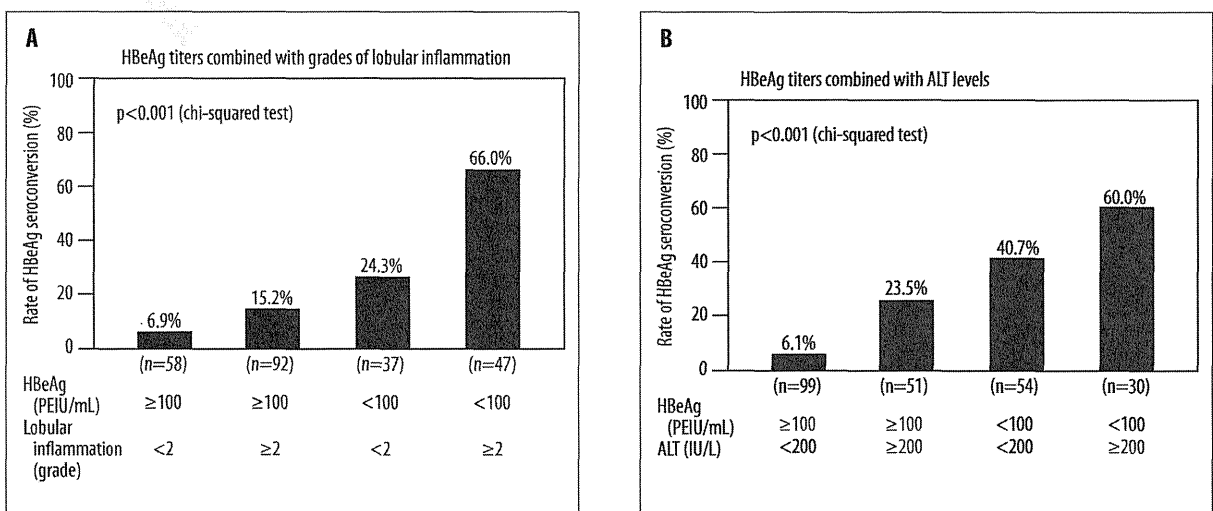 A
HBeAg titers combined with grades of lobular inflammation
100
80
60
40
20
0
Rate of HBeAg seroconversion (%)
p<0.001 (chi-squared test)
6.9%
15.2%
24.3%
66.0%
(n=58) (n=92) (n=37) (n=47)
HBeAg
(PEIU/mL) ≥100 ≥100 <100 <100
Lobular
inflammation <2 ≥2 <2 ≥2
(grade)
B
HBeAg titers combined with ALT levels
100
80
60
40
20
0
Rate of HBeAg seroconversion (%)
p<0.001 (chi-squared test)
6.1%
23.5%
40.7%
60.0%
(n=99) (n=51) (n=54) (n=30)
HBeAg
(PEIU/mL) ≥100 ≥100 <100 <100
ALT (IU/L) <200 ≥200 <200 ≥200